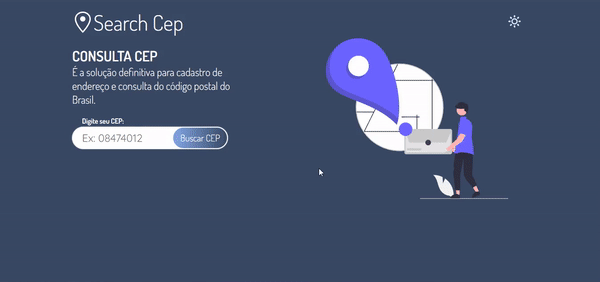 Search Cep
CONSULTA CEP
É a solução definitiva para cadastro de
endereço e consulta do código postal do
Brasil.
Digite seu CEP:
Ex: 08474012
Buscar CEP